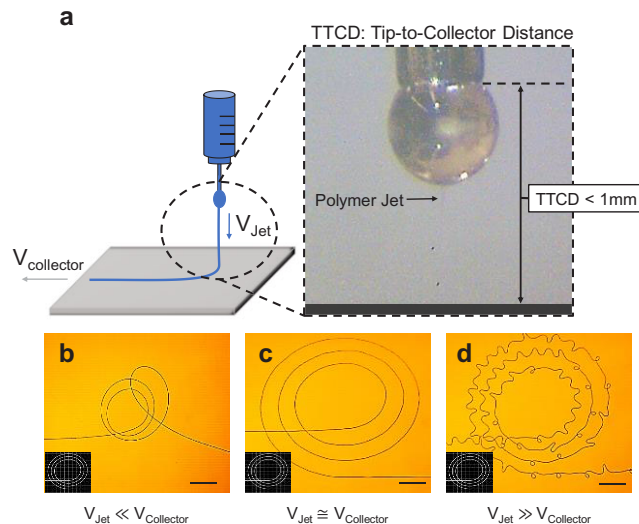 a
TTCD: Tip-to-Collector Distance
Polymer Jet
TTCD < 1mm
V_Jet
V_collector
b
c
d
V_Jet ≪ V_Collector
V_Jet ≅ V_Collector
V_Jet ≫ V_Collector